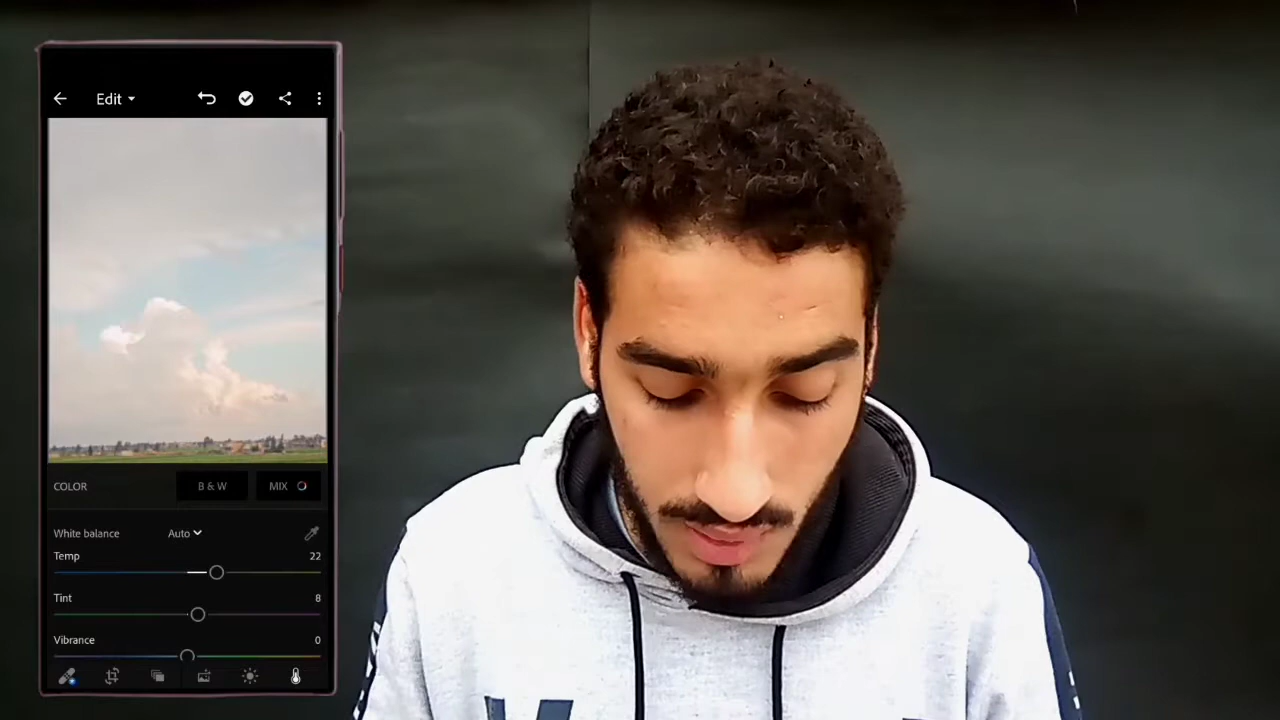 Edit
COLOR B & W MIX
White balance Auto
Temp 22
Tint 8
Vibrance 0